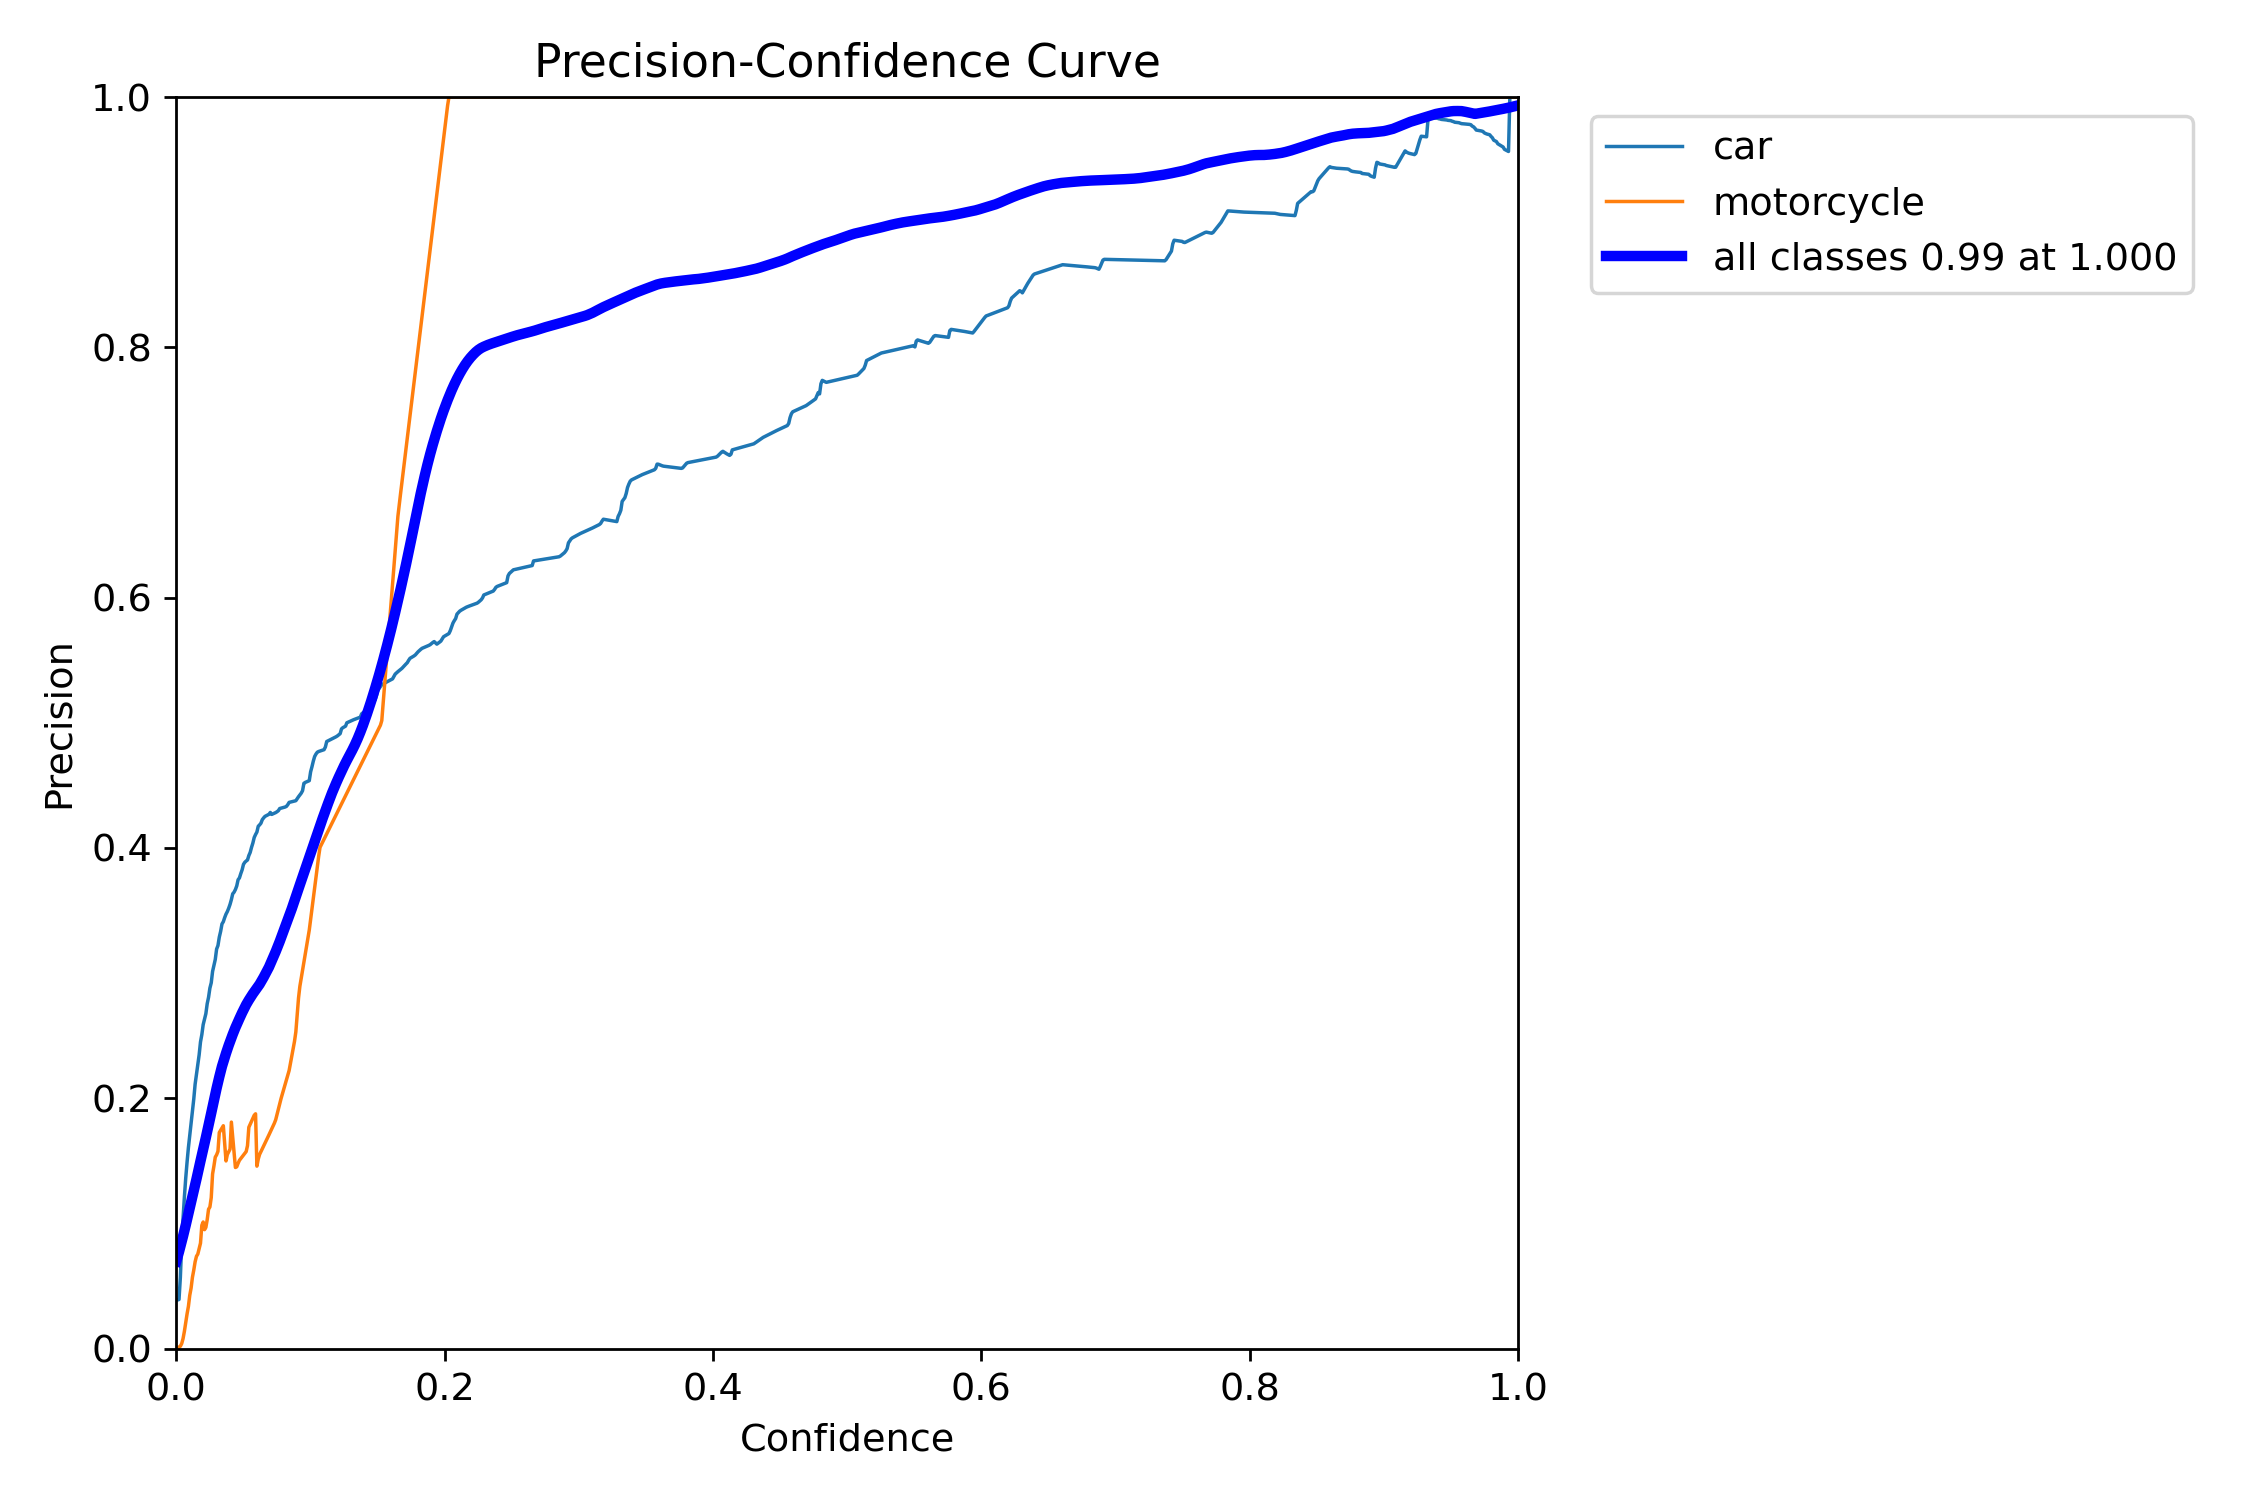 Precision-Confidence Curve
1.0
0.8
0.6
0.4
0.2
0.0
Precision
0.0 0.2 0.4 0.6 0.8 1.0
Confidence
car
motorcycle
all classes 0.99 at 1.000